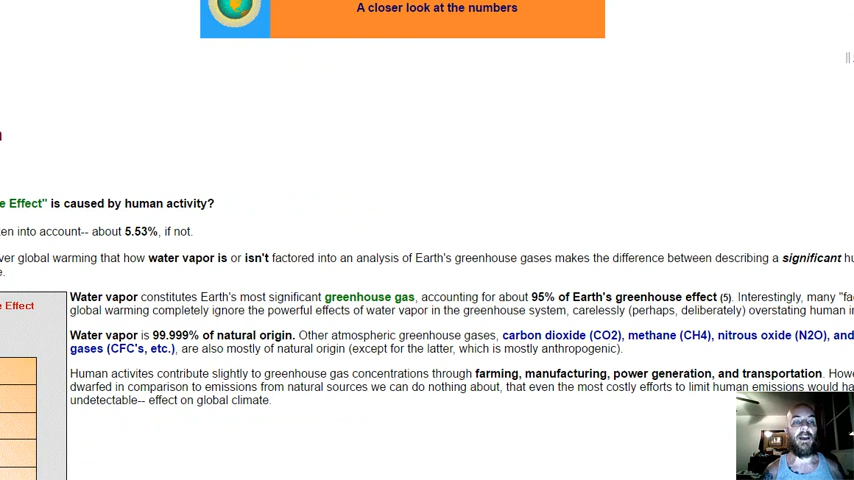 A closer look at the numbers
e Effect" is caused by human activity?
ken into account-- about 5.53%, if not.
ver global warming that how water vapor is or isn't factored into an analysis of Earth's greenhouse gases makes the difference between describing a significant hu
e.
e Effect
Water vapor constitutes Earth's most significant greenhouse gas, accounting for about 95% of Earth's greenhouse effect (5). Interestingly, many "fa
global warming completely ignore the powerful effects of water vapor in the greenhouse system, carelessly (perhaps, deliberately) overstating human i
Water vapor is 99.999% of natural origin. Other atmospheric greenhouse gases, carbon dioxide (CO2), methane (CH4), nitrous oxide (N2O), and
gases (CFC's, etc.), are also mostly of natural origin (except for the latter, which is mostly anthropogenic).
Human activites contribute slightly to greenhouse gas concentrations through farming, manufacturing, power generation, and transportation. Howe
dwarfed in comparison to emissions from natural sources we can do nothing about, that even the most costly efforts to limit human emissions would ha
undetectable-- effect on global climate.